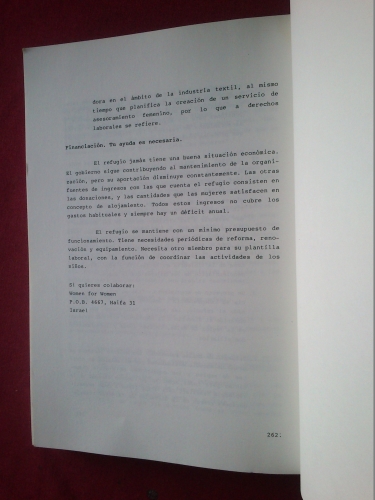 dora en el ámbito de la industria textil, al mismo
tiempo que planifica la creación de un servicio de
asesoramiento femenino, por lo que a derechos
laborales se refiere.
Financiación. Tu ayuda es necesaria.
El refugio jamás tiene una buena situación económica.
El gobierno sigue contribuyendo al mantenimiento de la organi-
zación, pero su aportación disminuye constantemente. Las otras
fuentes de ingresos con las que cuenta el refugio consisten en
las donaciones, y las cantidades que las mujeres satisfacen en
concepto de alojamiento. Todos estos ingresos no cubre los
gastos habituales y siempre hay un déficit anual.
El refugio se mantiene con un mínimo presupuesto de
funcionamiento. Tiene necesidades periódicas de reforma, reno-
vación y equipamiento. Necesita otro miembro para su plantilla
laboral, con la función de coordinar las actividades de los
niños.
Si quieres colaborar:
Women for Women
P.O.B. 4667, Haifa 31
Israel
262.